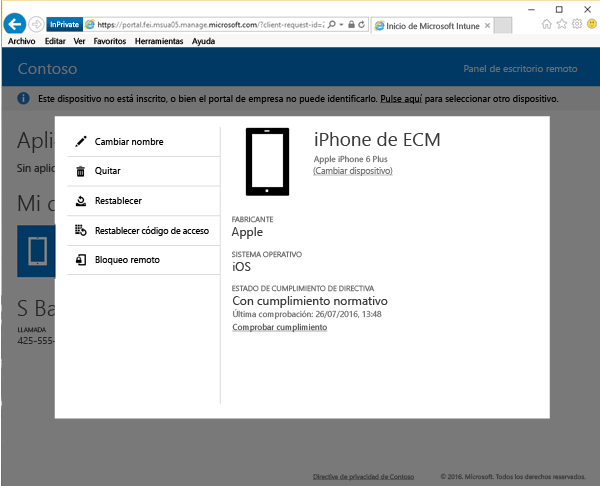 InPrivate https://portal.fei.msua05.manage.microsoft.com/?client-request-id= Inicio de Microsoft Intune
Archivo Editar Ver Favoritos Herramientas Ayuda
Contoso Panel de escritorio remoto
Este dispositivo no está inscrito, o bien el portal de empresa no puede identificarlo. Pulse aquí para seleccionar otro dispositivo.
Apli
Sin aplic
Mi
S Ba
LLAMADA
425-555-
Cambiar nombre
Quitar
Restablecer
Restablecer código de acceso
Bloqueo remoto
iPhone de ECM
Apple iPhone 6 Plus
(Cambiar dispositivo)
FABRICANTE
Apple
SISTEMA OPERATIVO
iOS
ESTADO DE CUMPLIMIENTO DE DIRECTIVA
Con cumplimiento normativo
Última comprobación: 26/07/2016, 13:48
Comprobar cumplimiento
Directiva de privacidad de Contoso © 2016. Microsoft. Todos los derechos reservados.